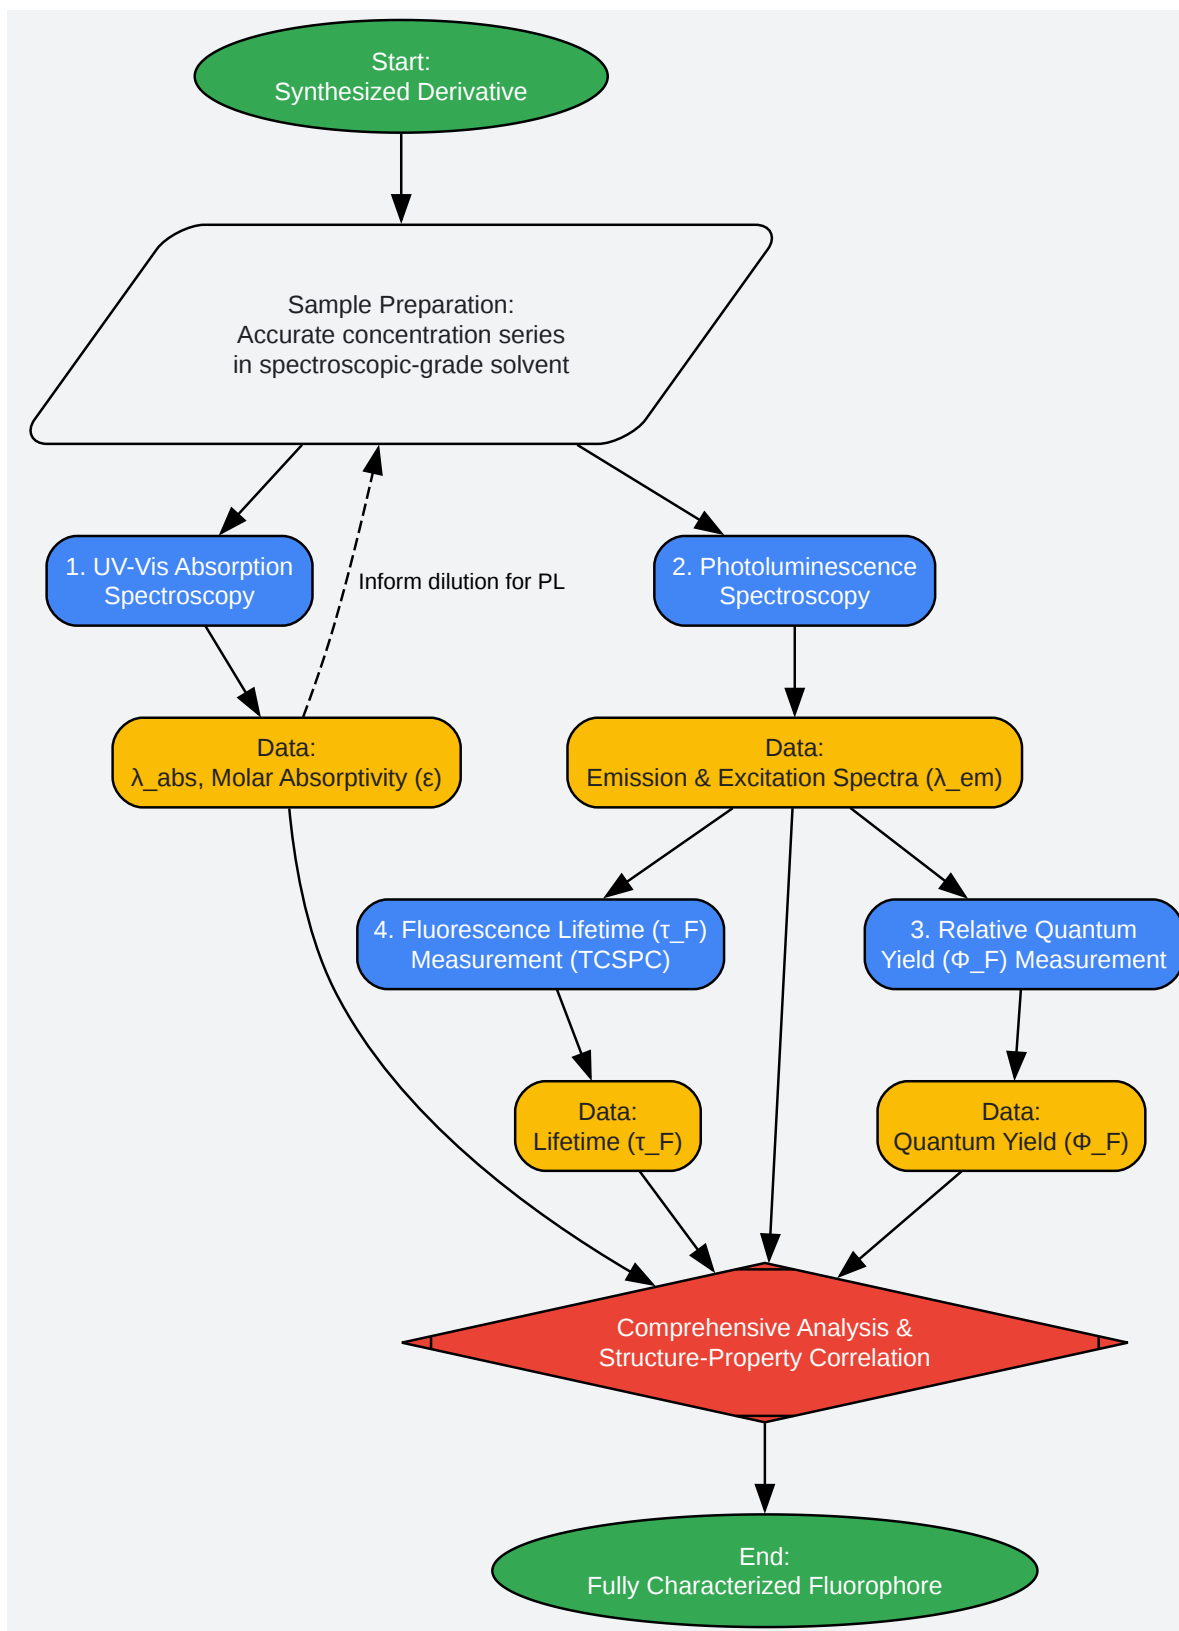 Start:
Synthesized Derivative
Sample Preparation:
Accurate concentration series
in spectroscopic-grade solvent
1. UV-Vis Absorption
Spectroscopy
Inform dilution for PL
2. Photoluminescence
Spectroscopy
Data:
λ_abs, Molar Absorptivity (ε)
Data:
Emission & Excitation Spectra (λ_em)
4. Fluorescence Lifetime (τ_F)
Measurement (TCSPC)
3. Relative Quantum
Yield (Φ_F) Measurement
Data:
Lifetime (τ_F)
Data:
Quantum Yield (Φ_F)
Comprehensive Analysis &
Structure-Property Correlation
End:
Fully Characterized Fluorophore